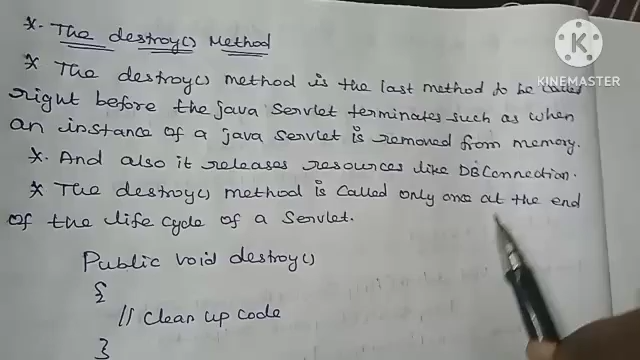 *. The destroy() Method
* The destroy() method is the last method to be called
right before the java Servlet terminates such as when
an instance of a java Servlet is removed from memory.
*. And also it releases resources like DB Connection.
* The destroy() method is called only once at the end
of the life cycle of a Servlet.
Public void destroy()
{
// Clean up code
}
KINEMASTER